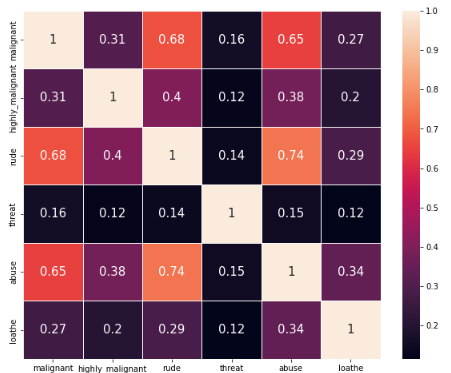 malignant 1 0.31 0.68 0.16 0.65 0.27
highly_malignant 0.31 1 0.4 0.12 0.38 0.2
rude 0.68 0.4 1 0.14 0.74 0.29
threat 0.16 0.12 0.14 1 0.15 0.12
abuse 0.65 0.38 0.74 0.15 1 0.34
loathe 0.27 0.2 0.29 0.12 0.34 1
malignant highly_malignant rude threat abuse loathe
1.0
0.9
0.8
0.7
0.6
0.5
0.4
0.3
0.2